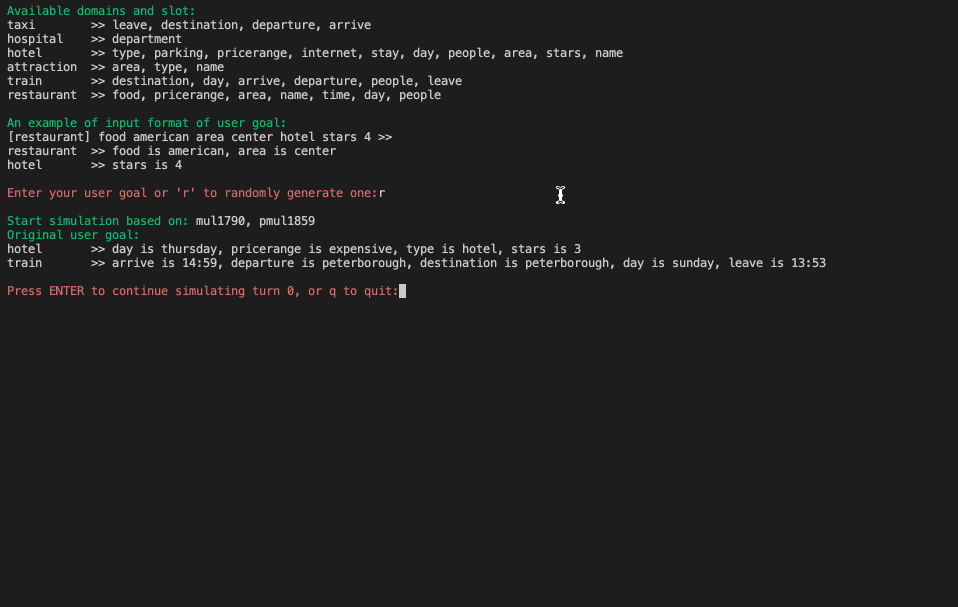 Available domains and slot:
taxi >> leave, destination, departure, arrive
hospital >> department
hotel >> type, parking, pricerange, internet, stay, day, people, area, stars, name
attraction >> area, type, name
train >> destination, day, arrive, departure, people, leave
restaurant >> food, pricerange, area, name, time, day, people
An example of input format of user goal:
[restaurant] food american area center hotel stars 4 >>
restaurant >> food is american, area is center
hotel >> stars is 4
Enter your user goal or 'r' to randomly generate one:r
Start simulation based on: mul1790, pmul1859
Original user goal:
hotel >> day is thursday, pricerange is expensive, type is hotel, stars is 3
train >> arrive is 14:59, departure is peterborough, destination is peterborough, day is sunday, leave is 13:53
Press ENTER to continue simulating turn 0, or q to quit: